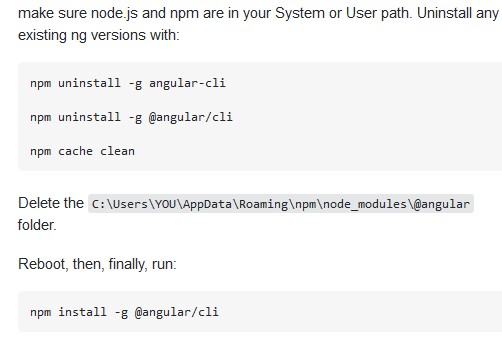 make sure node.js and npm are in your System or User path. Uninstall any
existing ng versions with:
npm uninstall -g angular-cli
npm uninstall -g @angular/cli
npm cache clean
Delete the C:\Users\YOU\AppData\Roaming\npm\node_modules\@angular
folder.
Reboot, then, finally, run:
npm install -g @angular/cli